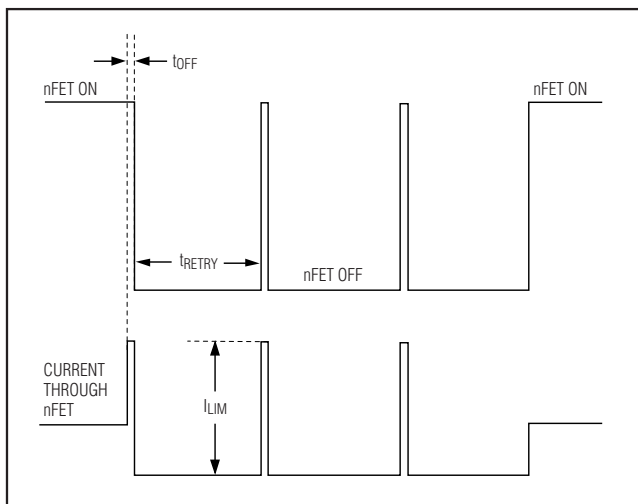 tOFF
nFET ON
nFET ON
tRETRY
nFET OFF
CURRENT
THROUGH
nFET
ILIM